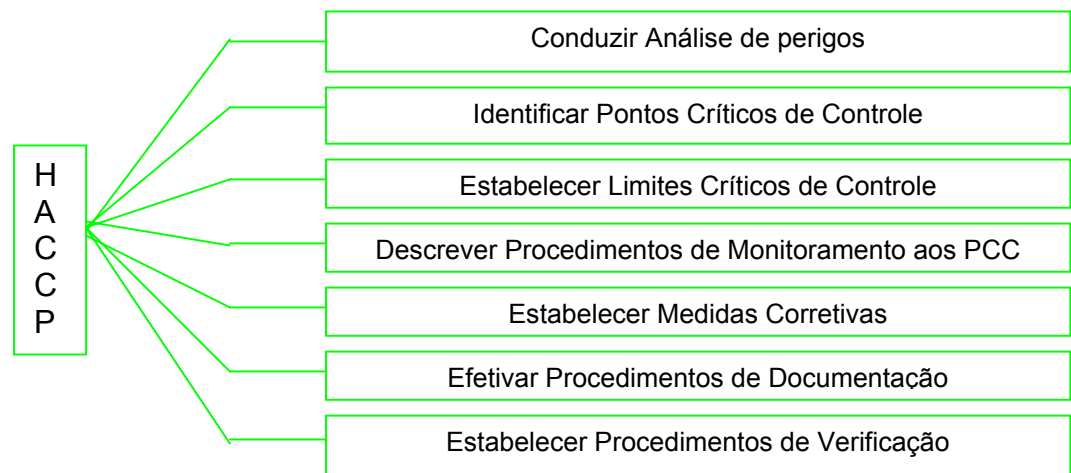 H
A
C
C
P
Conduzir Análise de perigos
Identificar Pontos Críticos de Controle
Estabelecer Limites Críticos de Controle
Descrever Procedimentos de Monitoramento aos PCC
Estabelecer Medidas Corretivas
Efetivar Procedimentos de Documentação
Estabelecer Procedimentos de Verificação